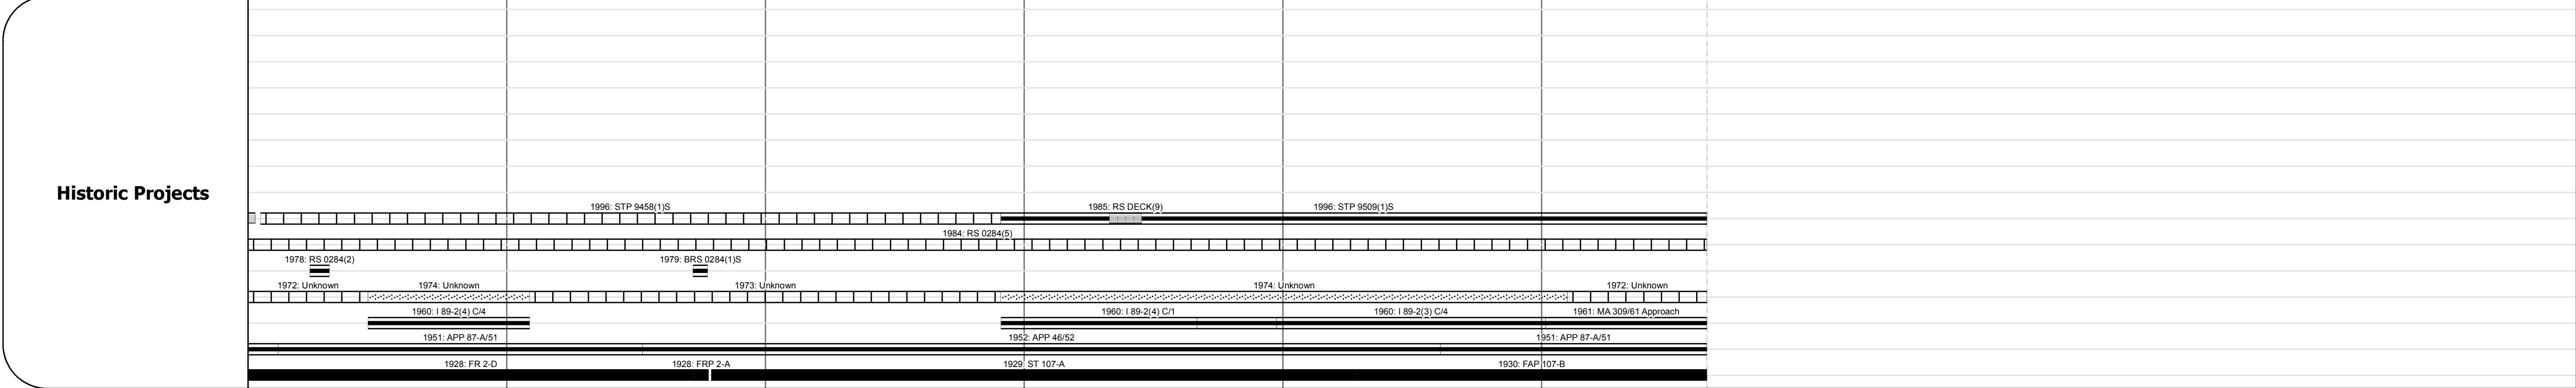 Historic Projects
1996: STP 9458(1)S 1985: RS DECK(9) 1996: STP 9509(1)S
1984: RS 0284(5)
1978: RS 0284(2) 1979: BRS 0284(1)S
1972: Unknown 1974: Unknown 1973: Unknown 1974: Unknown 1972: Unknown
1960: I 89-2(4) C/4 1960: I 89-2(4) C/1 1960: I 89-2(3) C/4 1961: MA 309/61 Approach
1951: APP 87-A/51 1952: APP 46/52 1951: APP 87-A/51
1928: FR 2-D 1928: FRP 2-A 1929: ST 107-A 1930: FAP 107-B